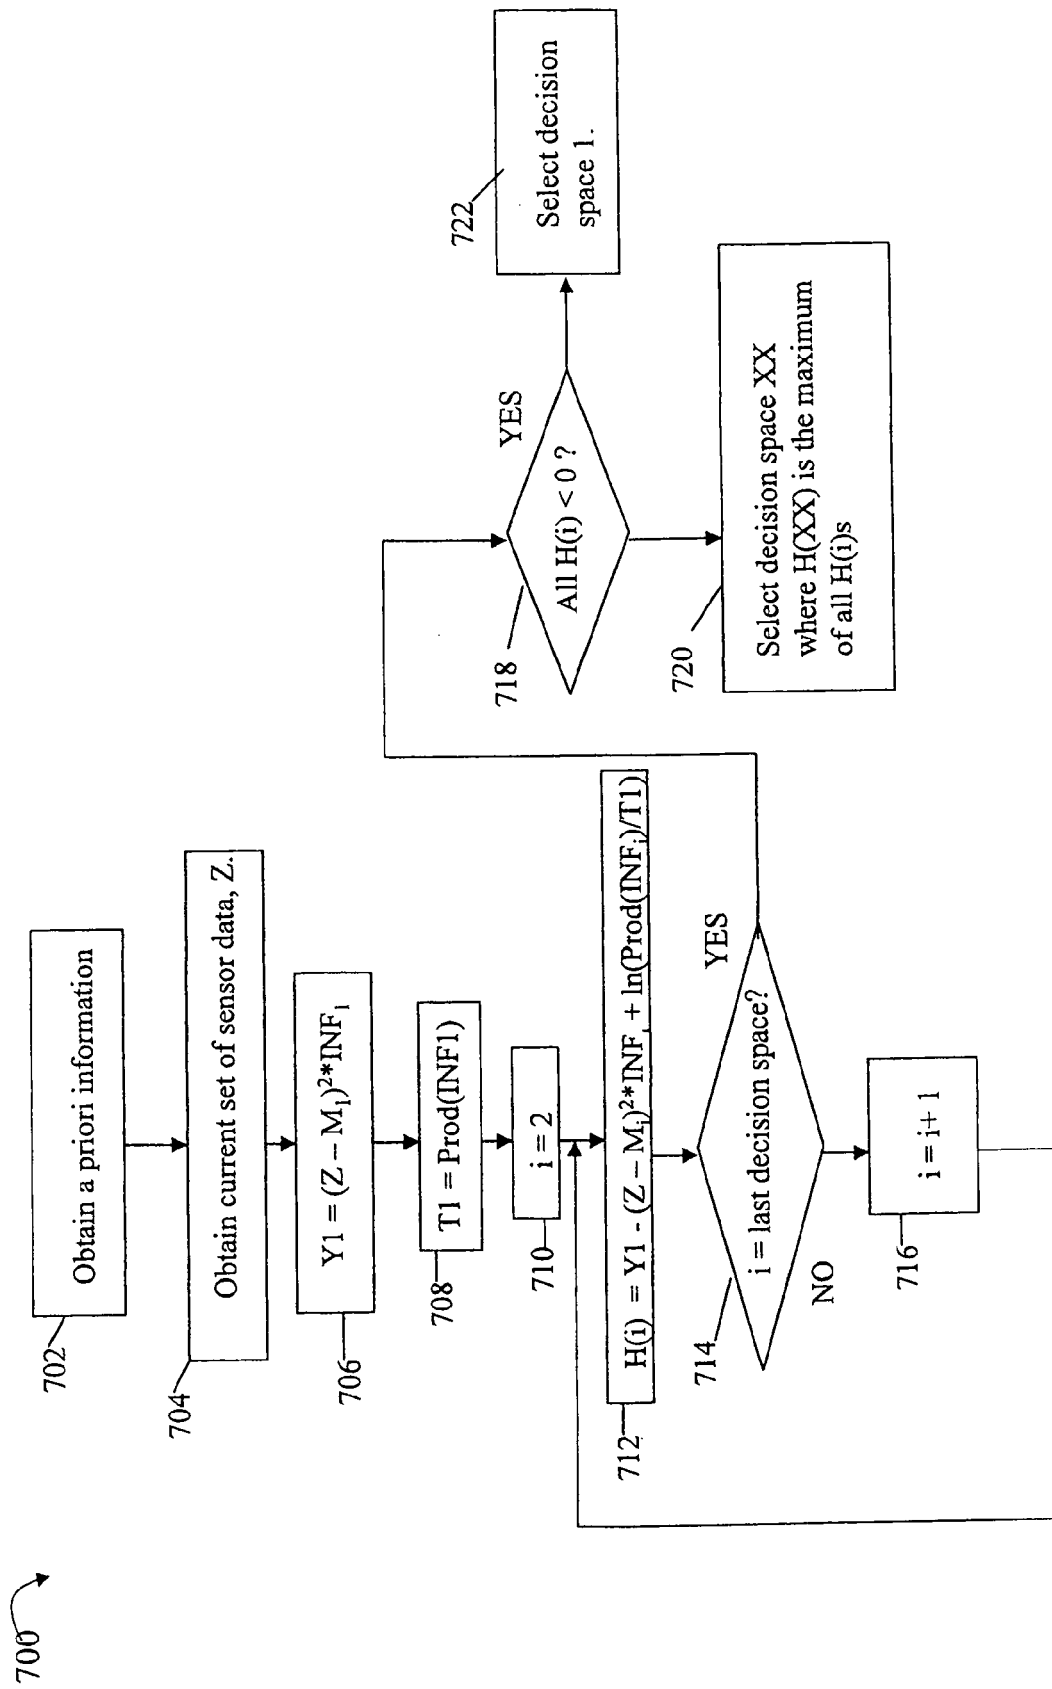 700
702
Obtain a priori information
704
Obtain current set of sensor data, Z.
706
Y1 = (Z – M₁)²*INF₁
708
T1 = Prod(INF1)
710
i = 2
712
H(i) = Y1 - (Z – Mᵢ)²*INFᵢ + ln(Prod(INFᵢ)/T1)
714
i = last decision space?
YES
NO
716
i = i+ 1
718
All H(i) < 0 ?
YES
720
Select decision space XX
where H(XX) is the maximum
of all H(i)s
722
Select decision
space 1.